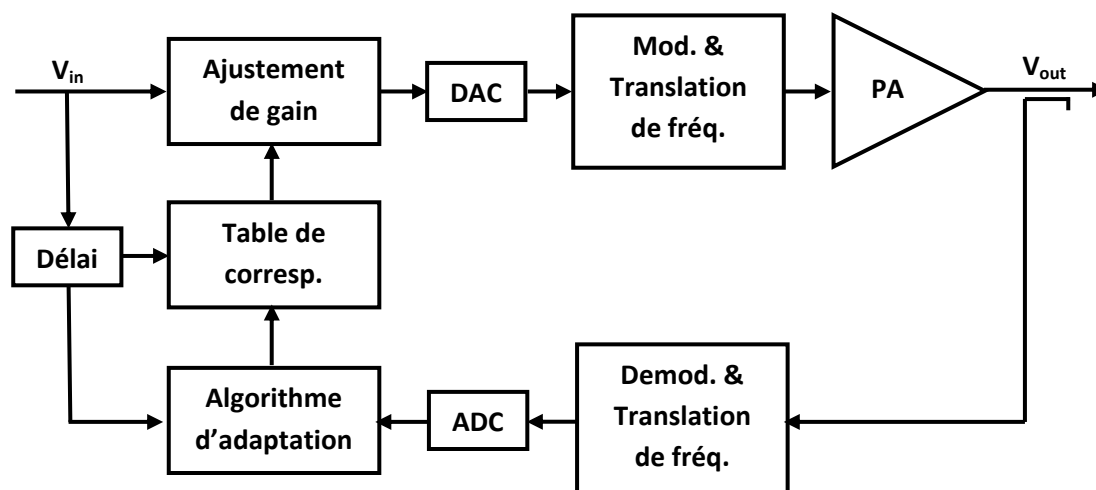 V_in
Ajustement
de gain
DAC
Mod. &
Translation
de fréq.
PA
V_out
Délai
Table de
corresp.
Algorithme
d’adaptation
ADC
Demod. &
Translation
de fréq.